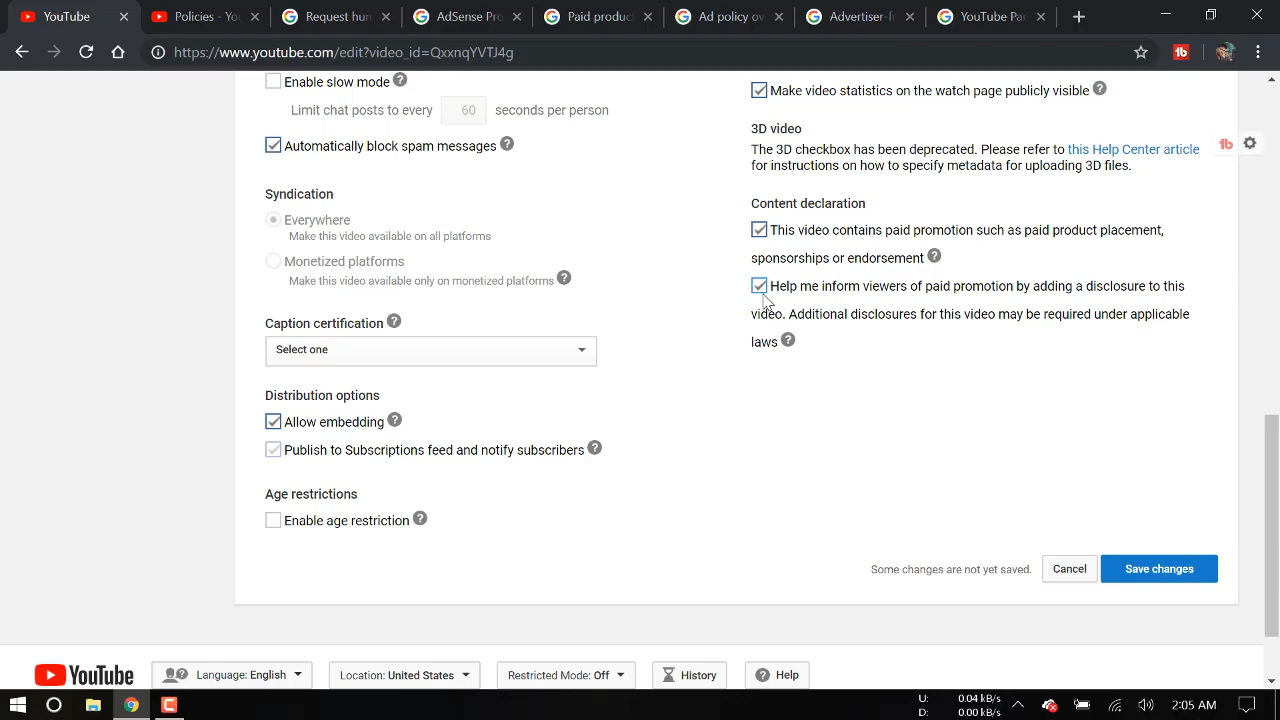 YouTube
Policies - Yo
Request hum
AdSense Pro
Paid produc
Ad policy ov
Advertiser-f
YouTube Par
https://www.youtube.com/edit?video_id=QxxnqYVTJ4g
Enable slow mode ?
Limit chat posts to every 60 seconds per person
Automatically block spam messages ?
Syndication
Everywhere
Make this video available on all platforms
Monetized platforms
Make this video available only on monetized platforms ?
Caption certification ?
Select one
Distribution options
Allow embedding ?
Publish to Subscriptions feed and notify subscribers ?
Age restrictions
Enable age restriction ?
Make video statistics on the watch page publicly visible ?
3D video
The 3D checkbox has been deprecated. Please refer to this Help Center article
for instructions on how to specify metadata for uploading 3D files.
Content declaration
This video contains paid promotion such as paid product placement,
sponsorships or endorsement ?
Help me inform viewers of paid promotion by adding a disclosure to this
video. Additional disclosures for this video may be required under applicable
laws ?
Some changes are not yet saved. Cancel Save changes
YouTube Language: English Location: United States Restricted Mode: Off History ? Help
U: 0.04 kB/s
D: 0.00 kB/s
2:05 AM